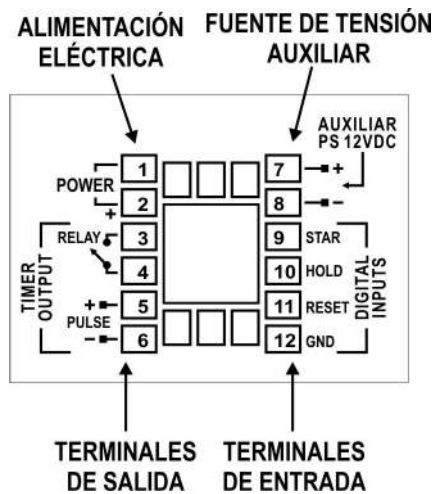 ALIMENTACIÓN
ELÉCTRICA
FUENTE DE TENSIÓN
AUXILIAR
AUXILIAR
PS 12VDC
POWER
+
1
2
7
+
8
−
TIMER
OUTPUT
RELAY
3
4
+
5
PULSE
−
6
9
STAR
10
HOLD
11
RESET
12
GND
DIGITAL
INPUTS
TERMINALES
DE SALIDA
TERMINALES
DE ENTRADA